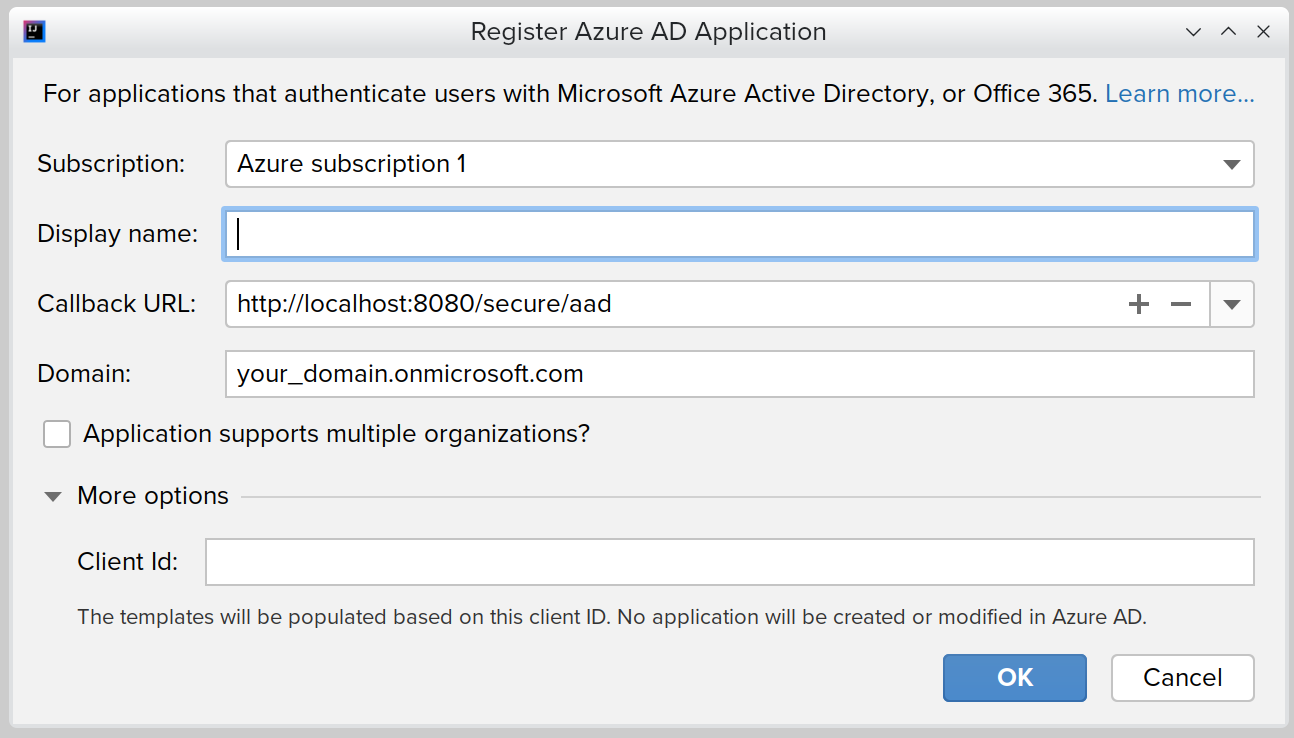 IJ
Register Azure AD Application
For applications that authenticate users with Microsoft Azure Active Directory, or Office 365. Learn more...
Subscription: Azure subscription 1
Display name:
Callback URL: http://localhost:8080/secure/aad
Domain: your_domain.onmicrosoft.com
Application supports multiple organizations?
More options
Client Id:
The templates will be populated based on this client ID. No application will be created or modified in Azure AD.
OK Cancel